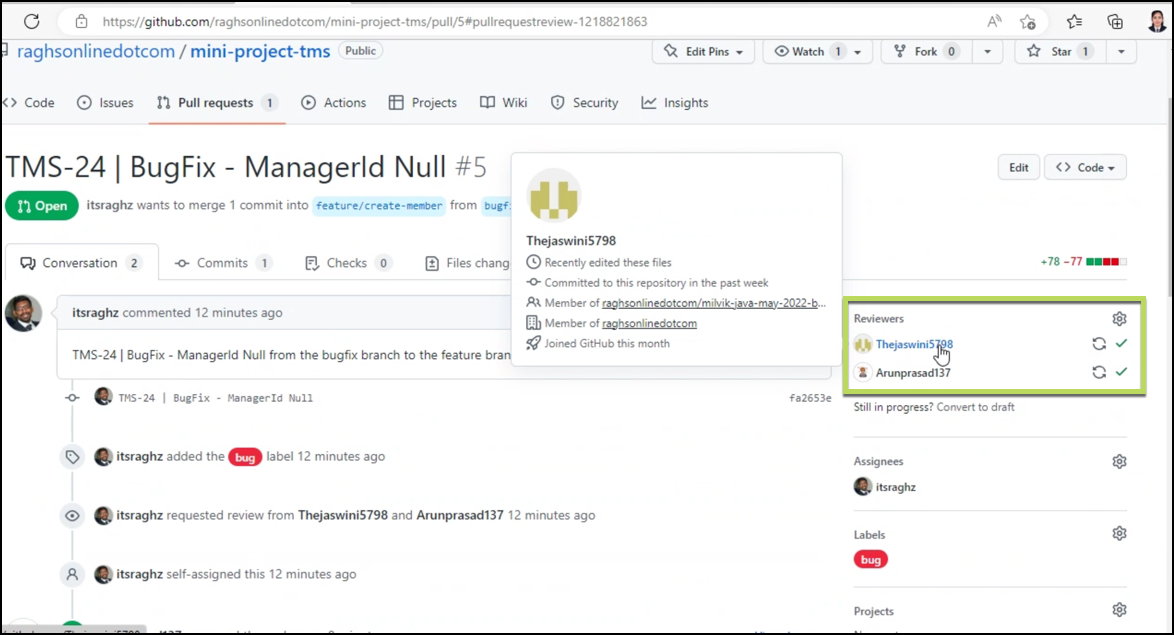 https://github.com/raghsonlinedotcom/mini-project-tms/pull/5#pullrequestreview-1218821863
raghsonlinedotcom / mini-project-tms Public
Edit Pins Watch 1 Fork 0 Star 1
Code Issues Pull requests 1 Actions Projects Wiki Security Insights
TMS-24 | BugFix - ManagerId Null #5
Edit <> Code
Open itsraghz wants to merge 1 commit into feature/create-member from bugf
Conversation 2 Commits 1 Checks 0 Files chang
+78 −77
Thejaswini5798
Recently edited these files
Committed to this repository in the past week
Member of raghsonlinedotcom/milvik-java-may-2022-b...
Member of raghsonlinedotcom
Joined GitHub this month
itsraghz commented 12 minutes ago
TMS-24 | BugFix - ManagerId Null from the bugfix branch to the feature bran
TMS-24 | BugFix - ManagerId Null fa2653e
itsraghz added the bug label 12 minutes ago
itsraghz requested review from Thejaswini5798 and Arunprasad137 12 minutes ago
itsraghz self-assigned this 12 minutes ago
Reviewers
Thejaswini5798
Arunprasad137
Still in progress? Convert to draft
Assignees
itsraghz
Labels
bug
Projects